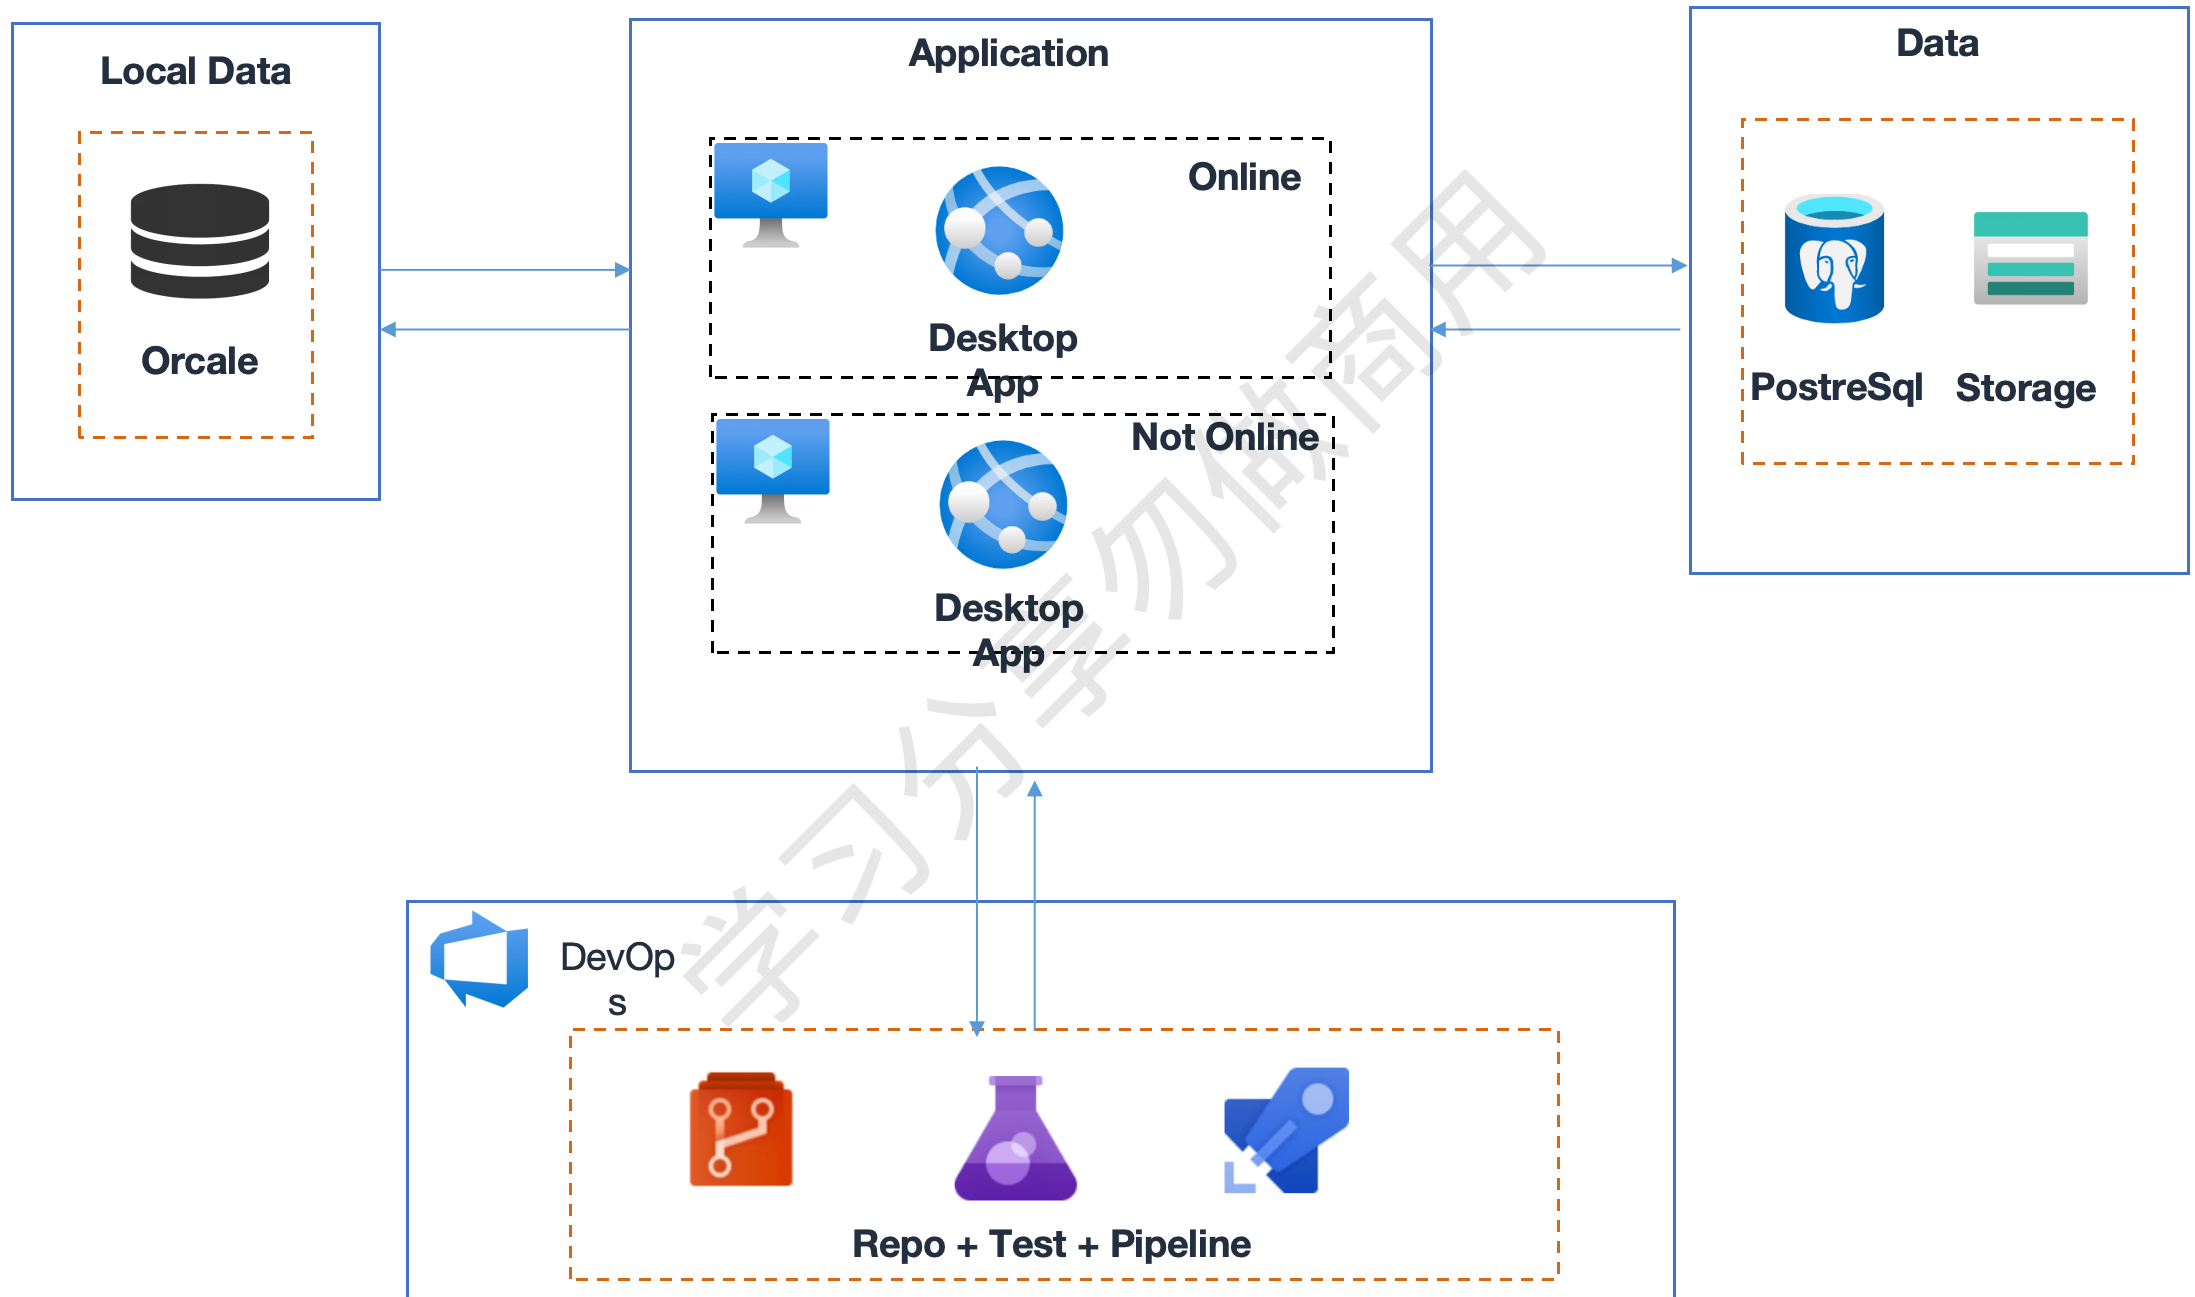 Local Data
Orcale
Application
Online
Desktop
App
Not Online
Desktop
App
Data
PostreSql
Storage
DevOp
s
Repo + Test + Pipeline
学习分享勿做商用